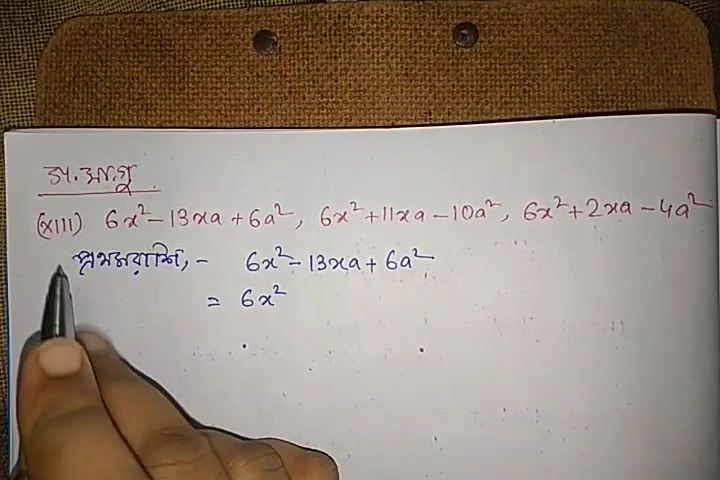 ল.সা.গু
(XIII) 6x² - 13xa + 6a², 6x² + 11xa - 10a², 6x² + 2xa - 4a²
প্রথমরাশি, - 6x² - 13xa + 6a²
= 6x²